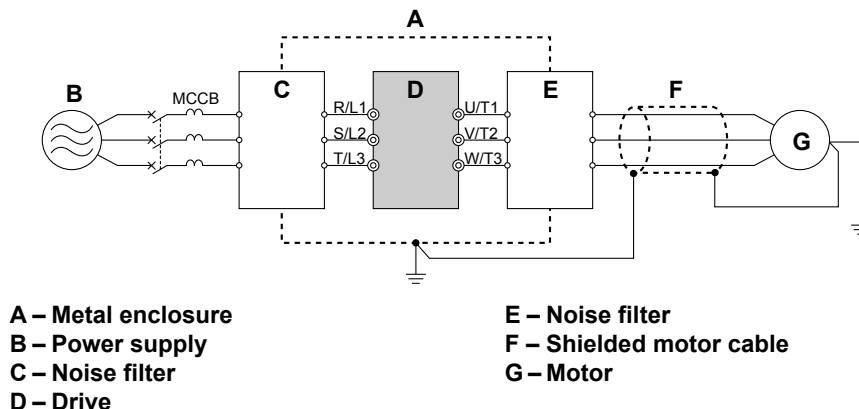 A
B
MCCB
C
D
E
F
R/L1
U/T1
S/L2
V/T2
G
T/L3
W/T3
A – Metal enclosure
B – Power supply
C – Noise filter
D – Drive
E – Noise filter
F – Shielded motor cable
G – Motor